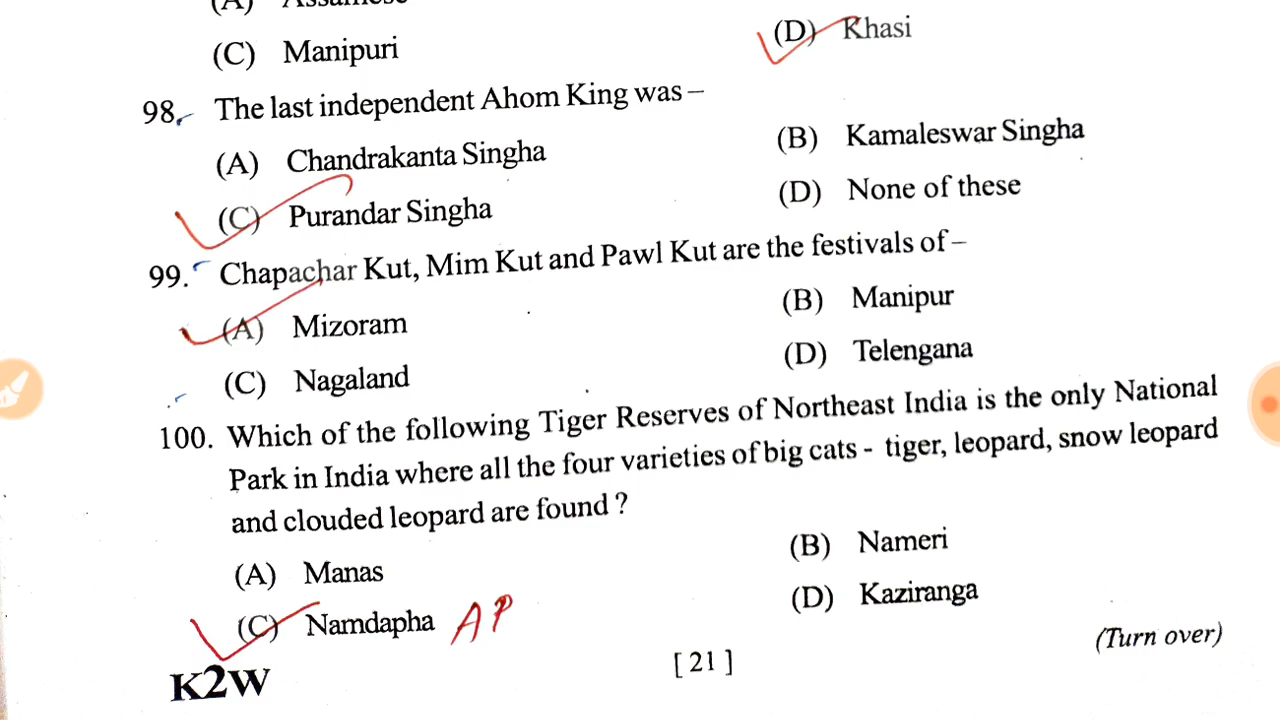 (A) Assamese
(C) Manipuri (D) Khasi
98. The last independent Ahom King was –
(A) Chandrakanta Singha (B) Kamaleswar Singha
(C) Purandar Singha (D) None of these
99. Chapachar Kut, Mim Kut and Pawl Kut are the festivals of –
(A) Mizoram (B) Manipur
(C) Nagaland (D) Telengana
100. Which of the following Tiger Reserves of Northeast India is the only National
Park in India where all the four varieties of big cats - tiger, leopard, snow leopard
and clouded leopard are found ?
(A) Manas (B) Nameri
(C) Namdapha AP (D) Kaziranga
K2W [ 21 ] (Turn over)